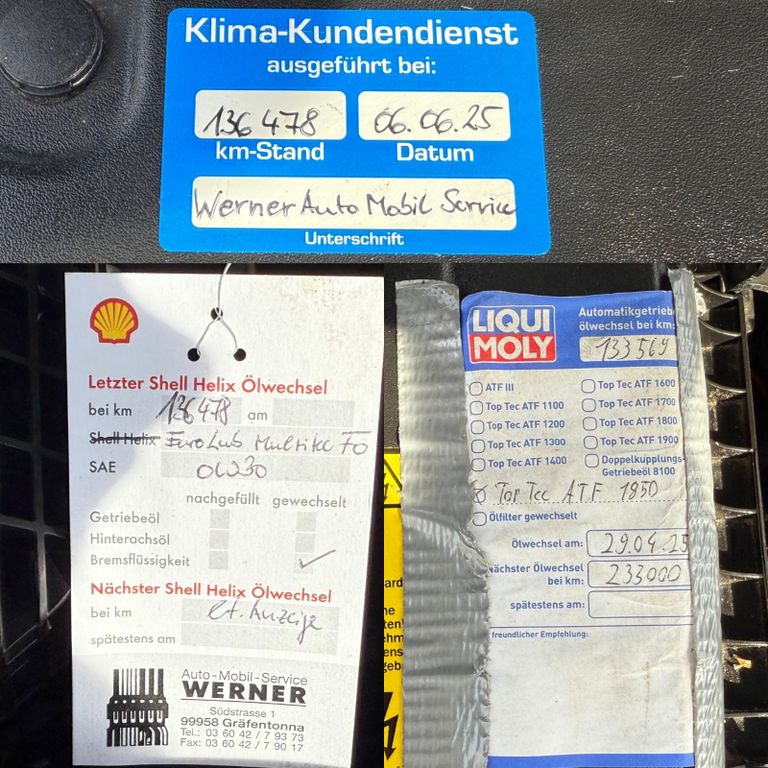 Klima-Kundendienst
ausgeführt bei:
136 478 06.06.25
km-Stand Datum
Werner Auto Mobil Service
Unterschrift
Letzter Shell Helix Ölwechsel
bei km 136478 am
Shell Helix EuroLub Multitec FO
SAE 0W30
nachgefüllt gewechselt
Getriebeöl
Hinterachsöl
Bremsflüssigkeit ✓
Nächster Shell Helix Ölwechsel
bei km lt. Anzeige
spätestens am
Auto-Mobil-Service
WERNER
Südstrasse 1
99958 Gräfentonna
Tel.: 03 60 42 / 7 93 73
Fax: 03 60 42 / 7 90 17
LIQUI
MOLY
Automatikgetriebe
ölwechsel bei km:
133569
ATF III
Top Tec ATF 1100
Top Tec ATF 1200
Top Tec ATF 1300
Top Tec ATF 1400
Top Tec ATF 1600
Top Tec ATF 1700
Top Tec ATF 1800
Top Tec ATF 1900
Doppelkupplungs-
Getriebeöl 8100
Top Tec ATF 1850
Ölfilter gewechselt
Ölwechsel am: 29.04.25
nächster Ölwechsel
bei km: 233000
spätestens am:
freundlicher Empfehlung: